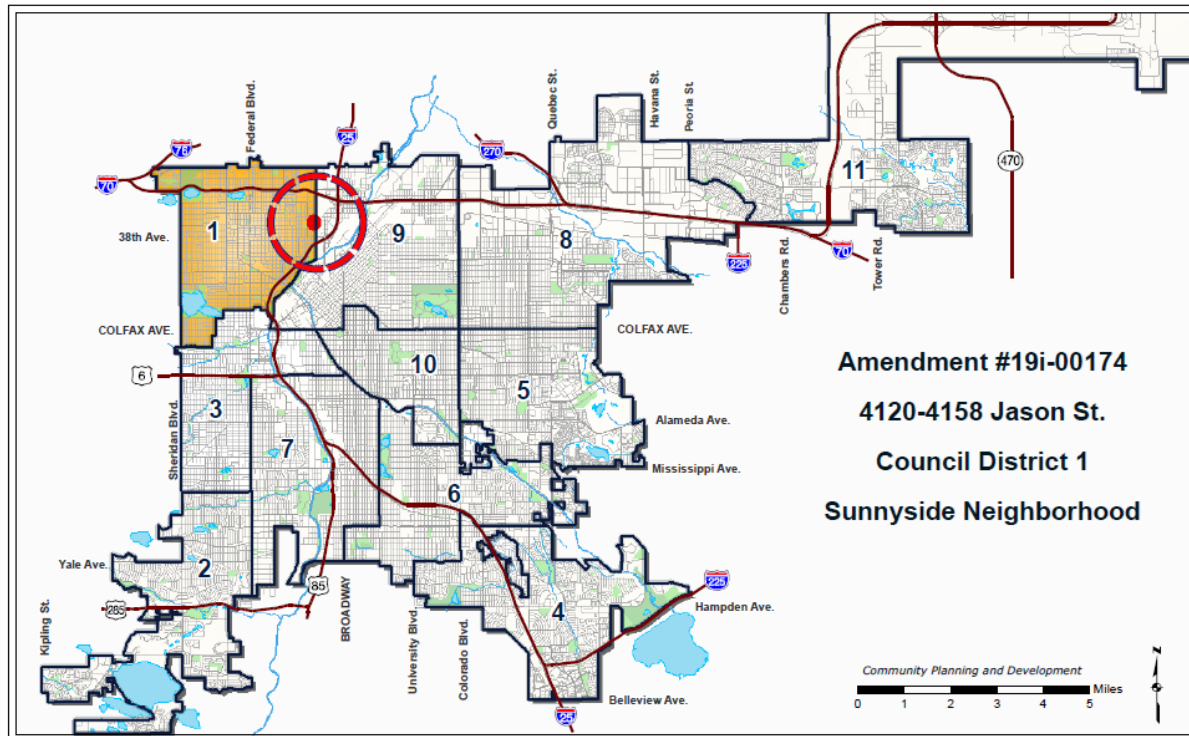 Federal Blvd.
Quebec St.
Havana St.
Peoria St.
76
25
270
470
70
1
38th Ave.
9
8
11
225
70
Chambers Rd.
Tower Rd.
COLFAX AVE.
COLFAX AVE.
6
10
5
3
7
Sheridan Blvd.
Alameda Ave.
Mississippi Ave.
6
Yale Ave.
2
85
285
BROADWAY
University Blvd.
Colorado Blvd.
4
225
Hampden Ave.
Kipling St.
Belleview Ave.
25
Amendment #19i-00174
4120-4158 Jason St.
Council District 1
Sunnyside Neighborhood
Community Planning and Development
Miles
0 1 2 3 4 5
N